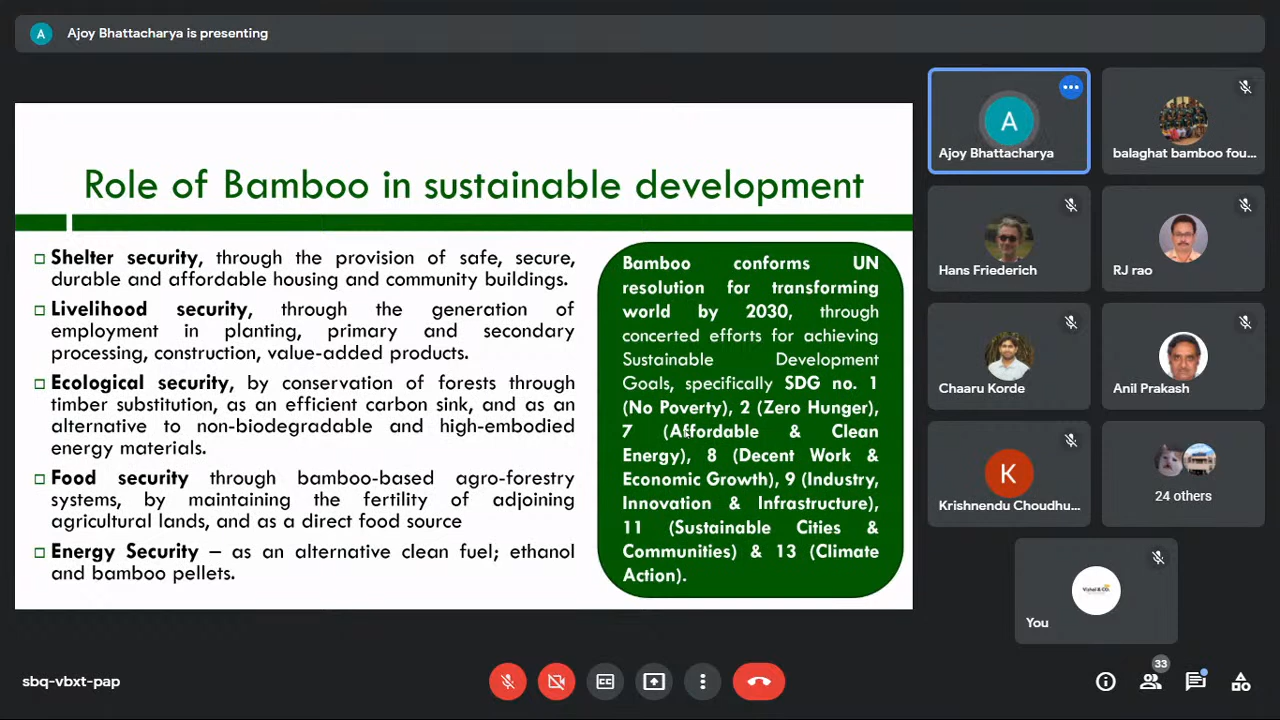 A Ajoy Bhattacharya is presenting
Role of Bamboo in sustainable development
Shelter security, through the provision of safe, secure,
durable and affordable housing and community buildings.
Livelihood security, through the generation of
employment in planting, primary and secondary
processing, construction, value-added products.
Ecological security, by conservation of forests through
timber substitution, as an efficient carbon sink, and as an
alternative to non-biodegradable and high-embodied
energy materials.
Food security through bamboo-based agro-forestry
systems, by maintaining the fertility of adjoining
agricultural lands, and as a direct food source
Energy Security – as an alternative clean fuel; ethanol
and bamboo pellets.
Bamboo conforms UN
resolution for transforming
world by 2030, through
concerted efforts for achieving
Sustainable Development
Goals, specifically SDG no. 1
(No Poverty), 2 (Zero Hunger),
7 (Affordable & Clean
Energy), 8 (Decent Work &
Economic Growth), 9 (Industry,
Innovation & Infrastructure),
11 (Sustainable Cities &
Communities) & 13 (Climate
Action).
A
Ajoy Bhattacharya
balaghat bamboo fou...
Hans Friederich
RJ rao
Chaaru Korde
Anil Prakash
K
Krishnendu Choudhu...
24 others
Vishal & CO.
You
sbq-vbxt-pap
CC
33